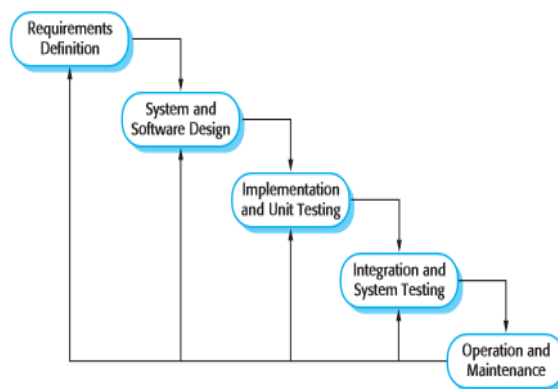 Requirements
Definition
System and
Software Design
Implementation
and Unit Testing
Integration and
System Testing
Operation and
Maintenance